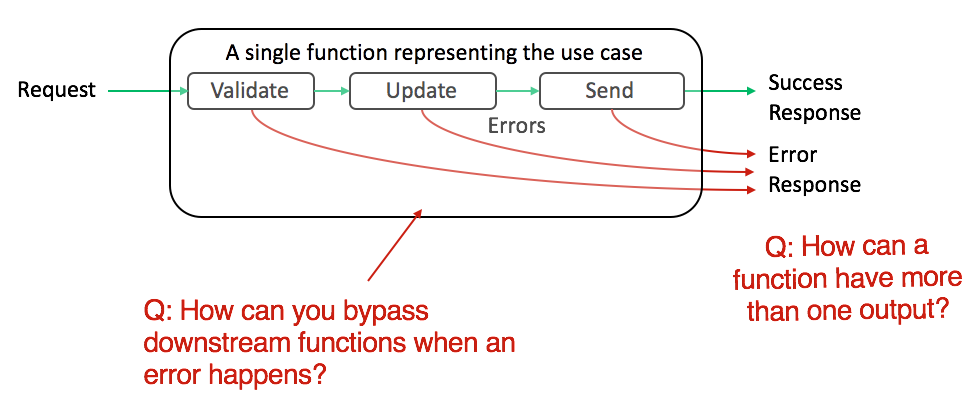 A single function representing the use case
Request
Validate
Update
Send
Success
Response
Errors
Error
Response
Q: How can you bypass
downstream functions when an
error happens?
Q: How can a
function have more
than one output?